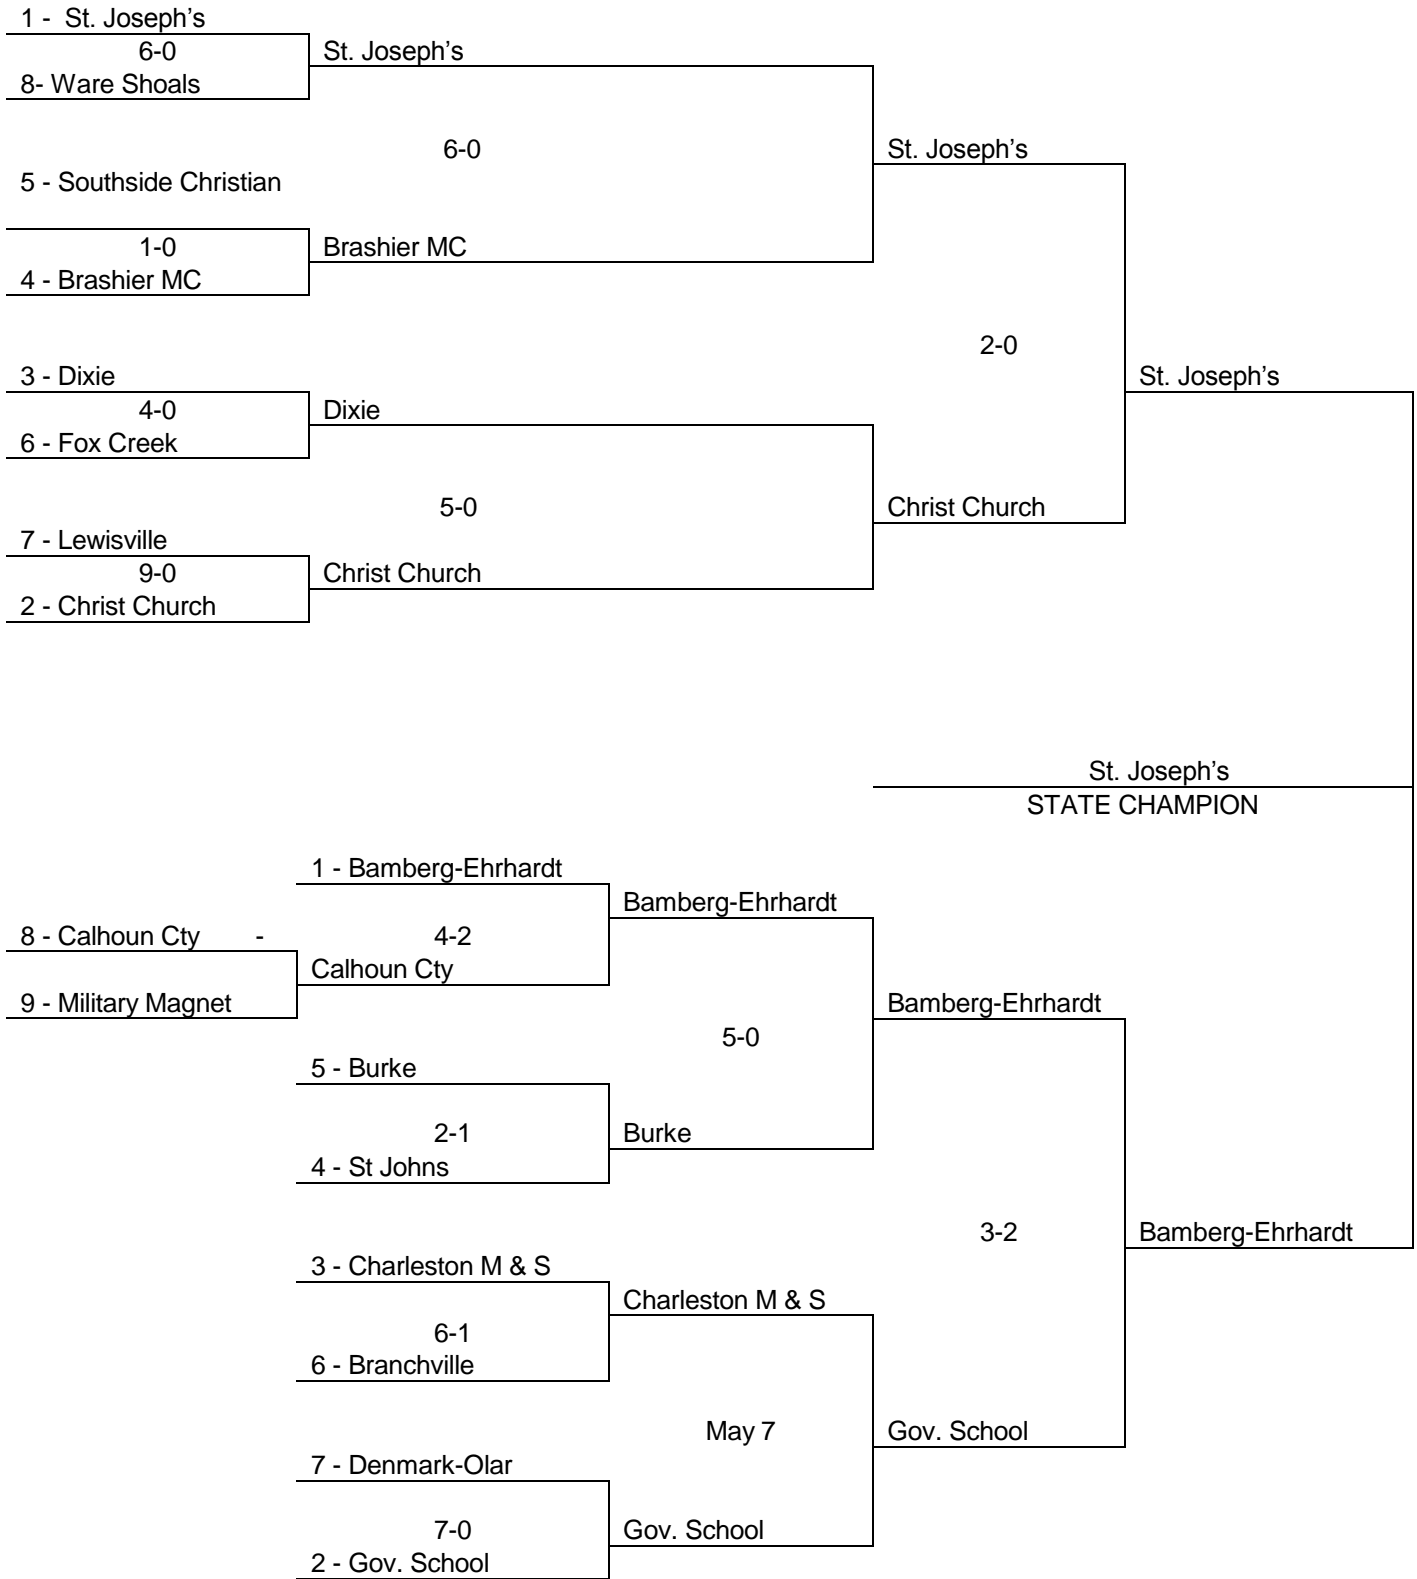 1 -  St. Joseph’s
6-0
St. Joseph’s
8- Ware Shoals
6-0
St. Joseph’s
5 - Southside Christian
1-0
Brashier MC
4 - Brashier MC
2-0
3 - Dixie
St. Joseph’s
4-0
Dixie
6 - Fox Creek
5-0
Christ Church
7 - Lewisville
9-0
Christ Church
2 - Christ Church
St. Joseph’s
STATE CHAMPION
1 - Bamberg-Ehrhardt
Bamberg-Ehrhardt
8 - Calhoun Cty -
4-2
Calhoun Cty
9 - Military Magnet
Bamberg-Ehrhardt
5-0
5 - Burke
2-1
Burke
4 - St Johns
3-2
Bamberg-Ehrhardt
3 - Charleston M & S
Charleston M & S
6-1
6 - Branchville
May 7
Gov. School
7 - Denmark-Olar
7-0
Gov. School
2 - Gov. School